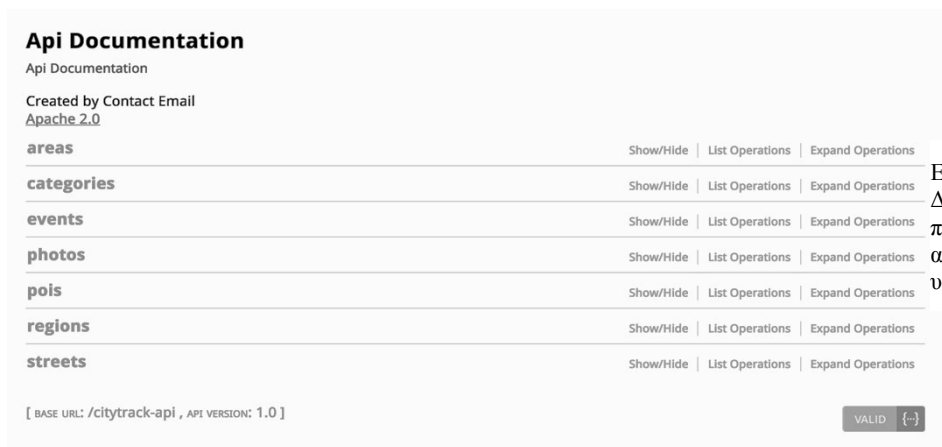 Api Documentation
Api Documentation
Created by Contact Email
Apache 2.0
areas Show/Hide | List Operations | Expand Operations
categories Show/Hide | List Operations | Expand Operations
events Show/Hide | List Operations | Expand Operations
photos Show/Hide | List Operations | Expand Operations
pois Show/Hide | List Operations | Expand Operations
regions Show/Hide | List Operations | Expand Operations
streets Show/Hide | List Operations | Expand Operations
[ BASE URL: /citytrack-api , API VERSION: 1.0 ]
VALID {...}